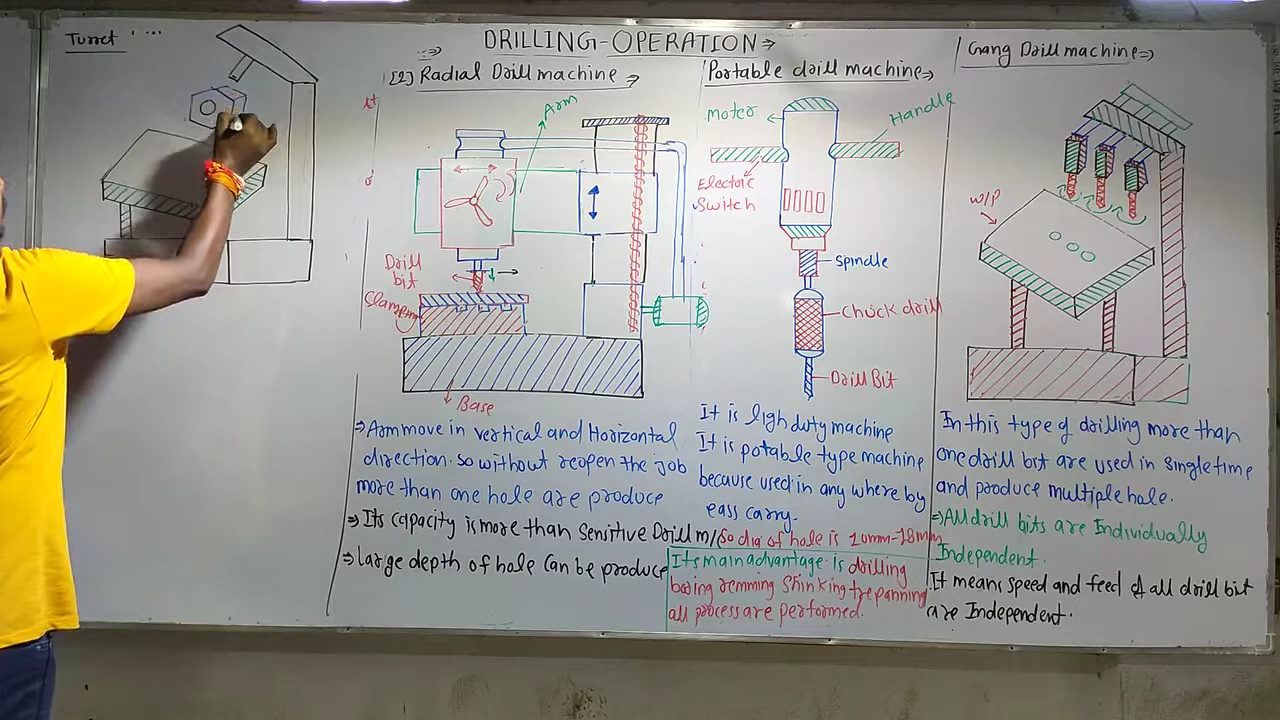 Turret
DRILLING-OPERATION⇒
[2] Radial Drill machine ⇒
Arm
Drill
bit
Clamping
Base
⇒Arm move in vertical and Horizontal
direction. so without reopen the job
more than one hole are produce
⇒ Its capacity is more than Sensitive Drill m/
⇒ Large depth of hole can be produce
Portable drill machine⇒
Motor
Handle
Electric
Switch
Spindle
Chuck drill
Drill Bit
It is ligh duty machine
It is potable type machine
because used in any where by
eass carry.
So dia of hole is 10mm-18mm
Its main advantage is drilling
boaing remming Shinking trepanning
all process are performed.
Gang Drill machine⇒
W/P
In this type of drilling more than
one drill bit are used in single time
and produce multiple hole.
⇒All drill bits are Individually
Independent.
It means speed and feed of all drill bit
are Independent.